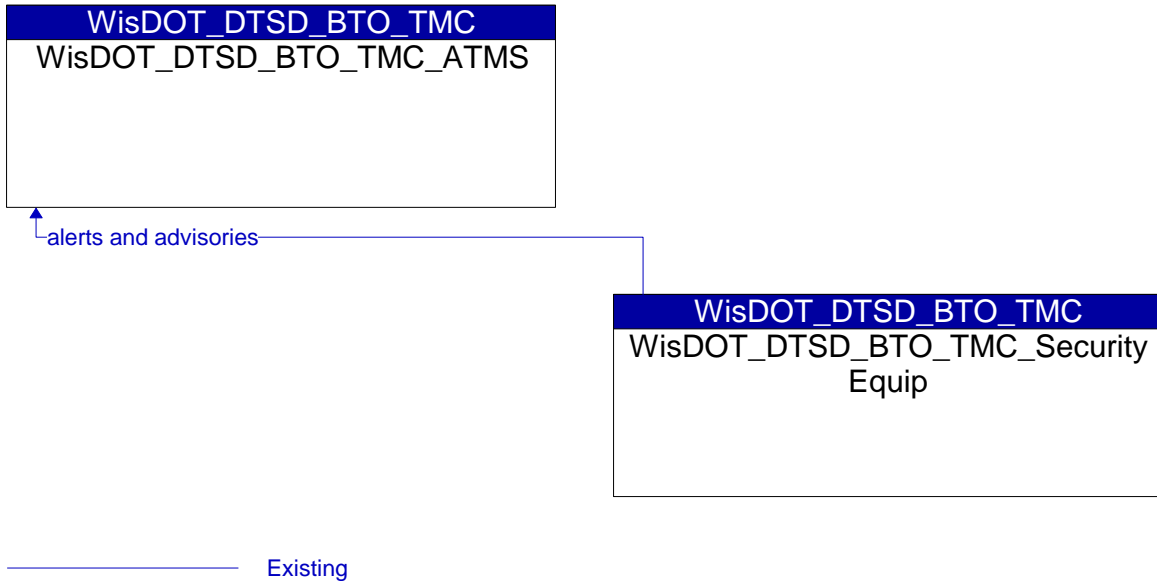 WisDOT_DTSD_BTO_TMC
WisDOT_DTSD_BTO_TMC_ATMS
alerts and advisories
WisDOT_DTSD_BTO_TMC
WisDOT_DTSD_BTO_TMC_Security
Equip
Existing